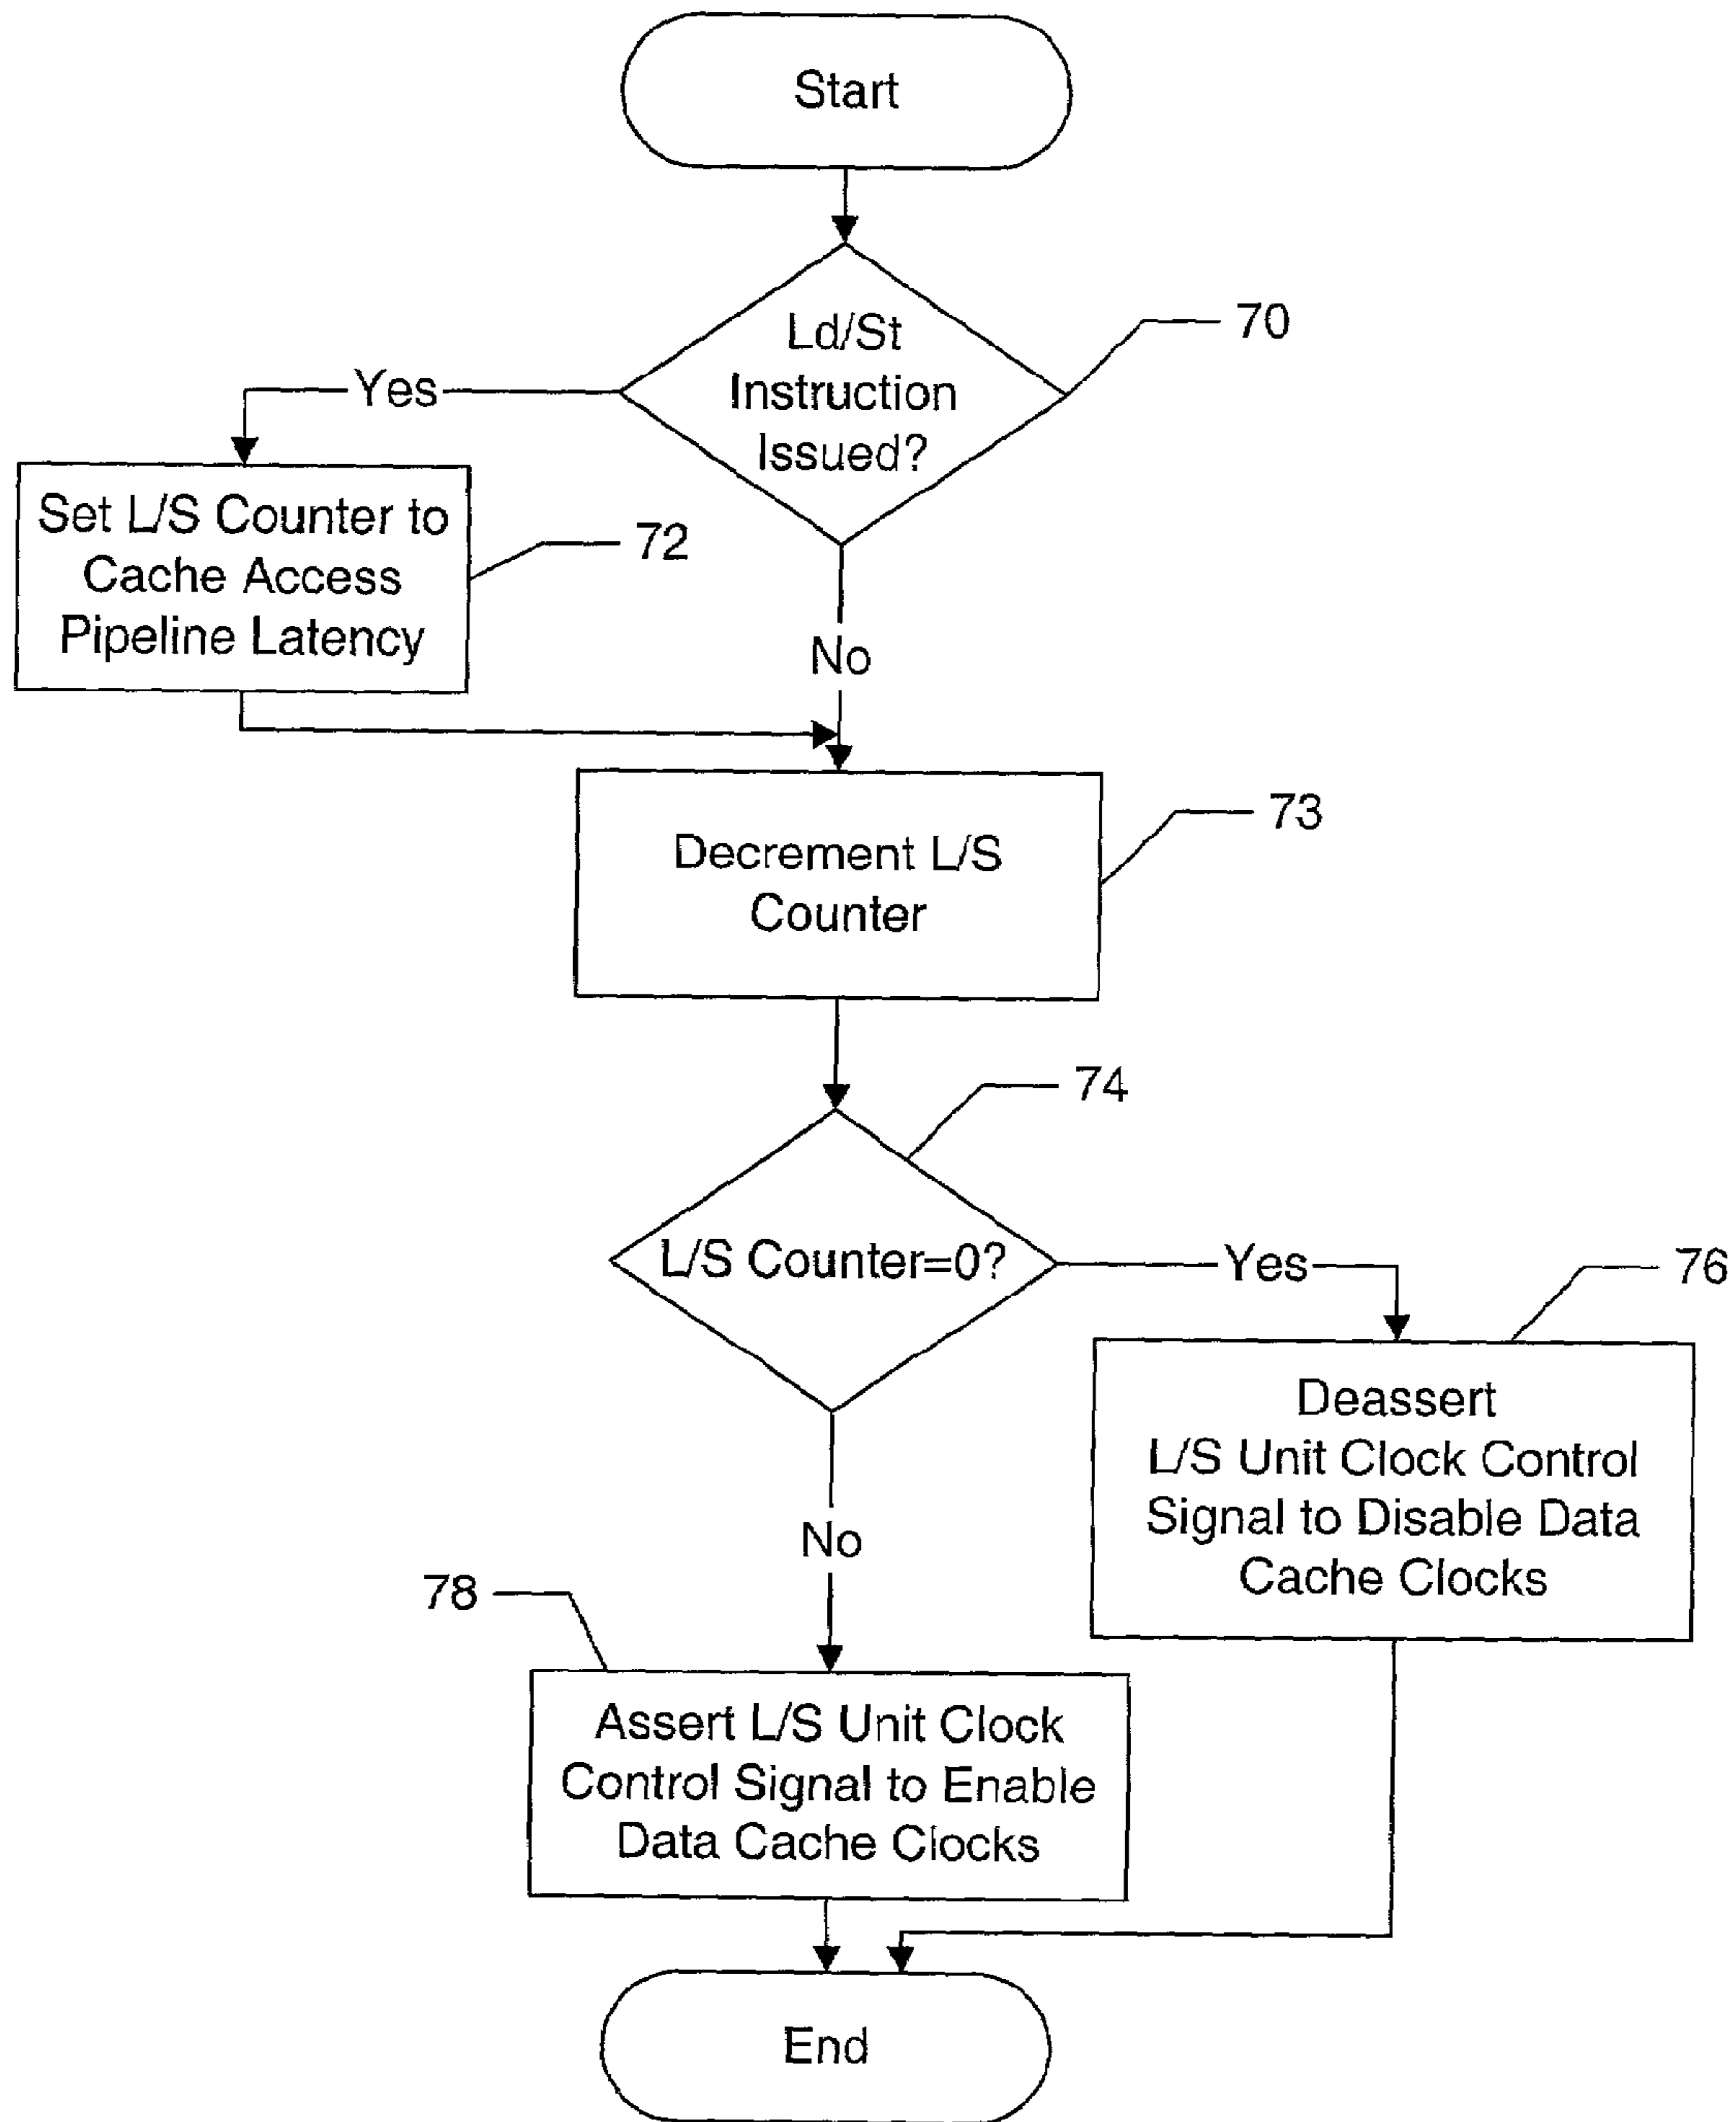 Start
Ld/St
Instruction
Issued?
70
Yes
Set L/S Counter to
Cache Access
Pipeline Latency
72
No
Decrement L/S
Counter
73
74
L/S Counter=0?
Yes
76
Deassert
L/S Unit Clock Control
Signal to Disable Data
Cache Clocks
No
78
Assert L/S Unit Clock
Control Signal to Enable
Data Cache Clocks
End